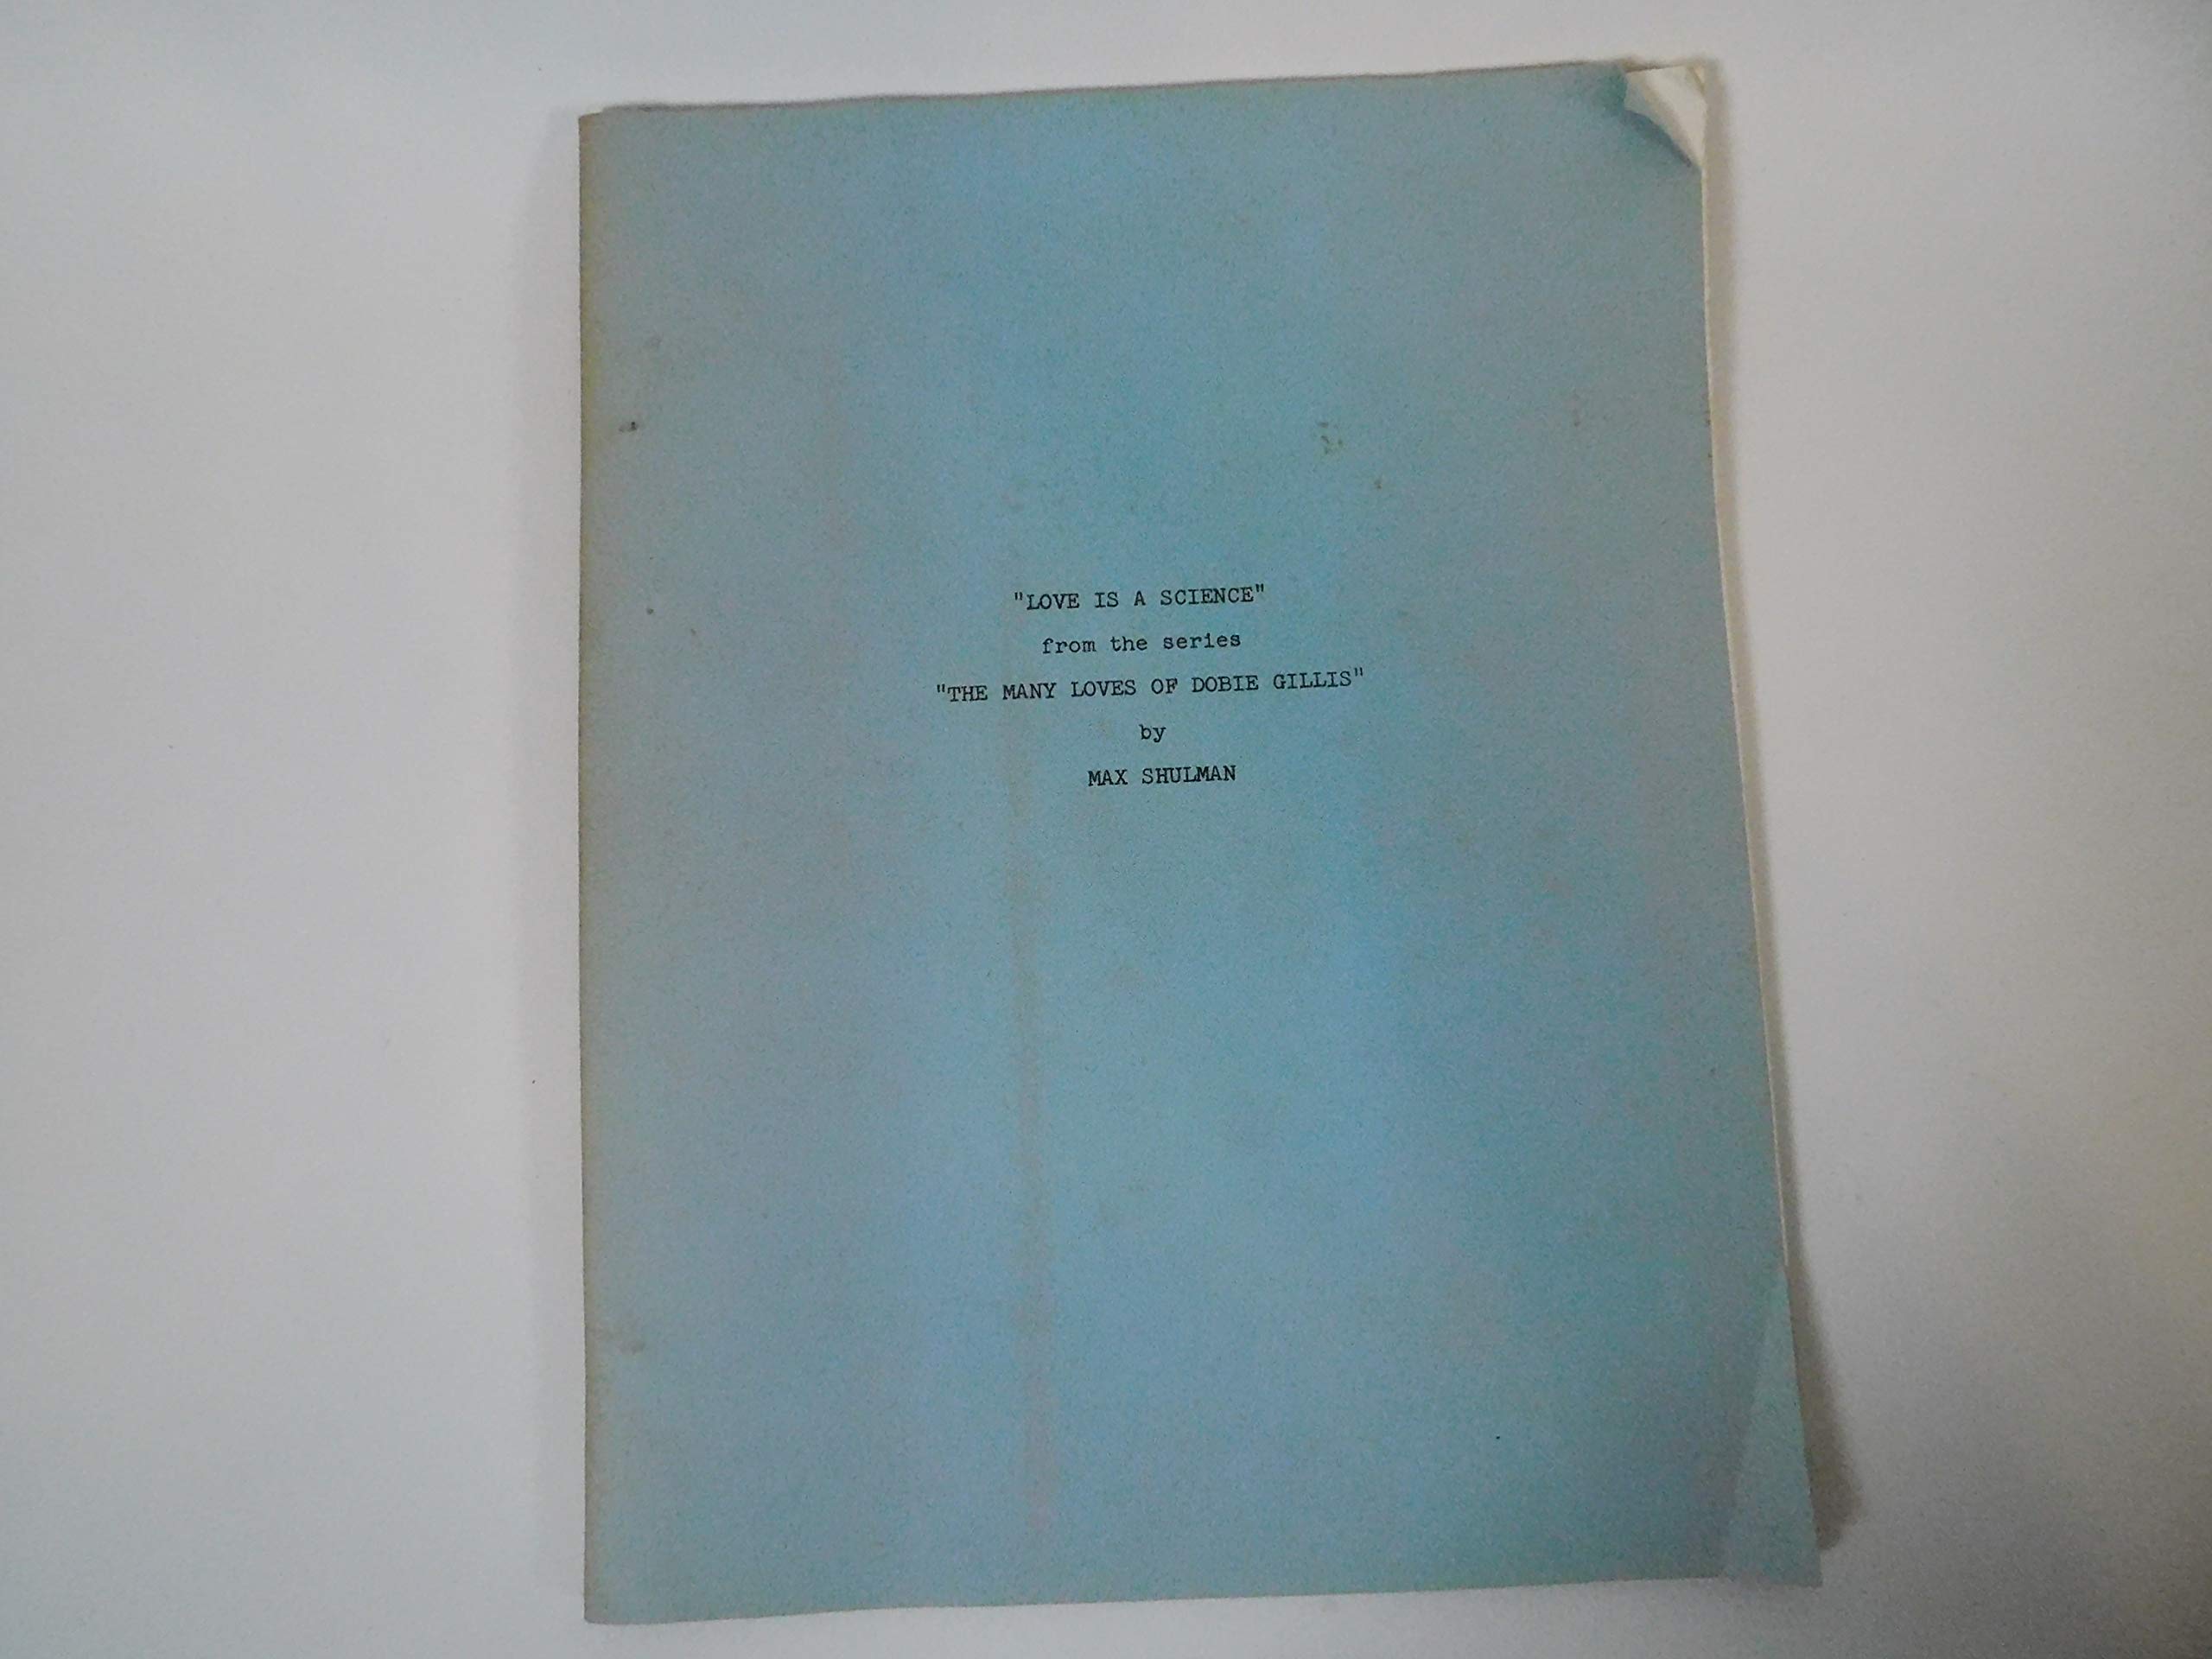 "LOVE IS A SCIENCE"
from the series
"THE MANY LOVES OF DOBIE GILLIS"
by
MAX SHULMAN